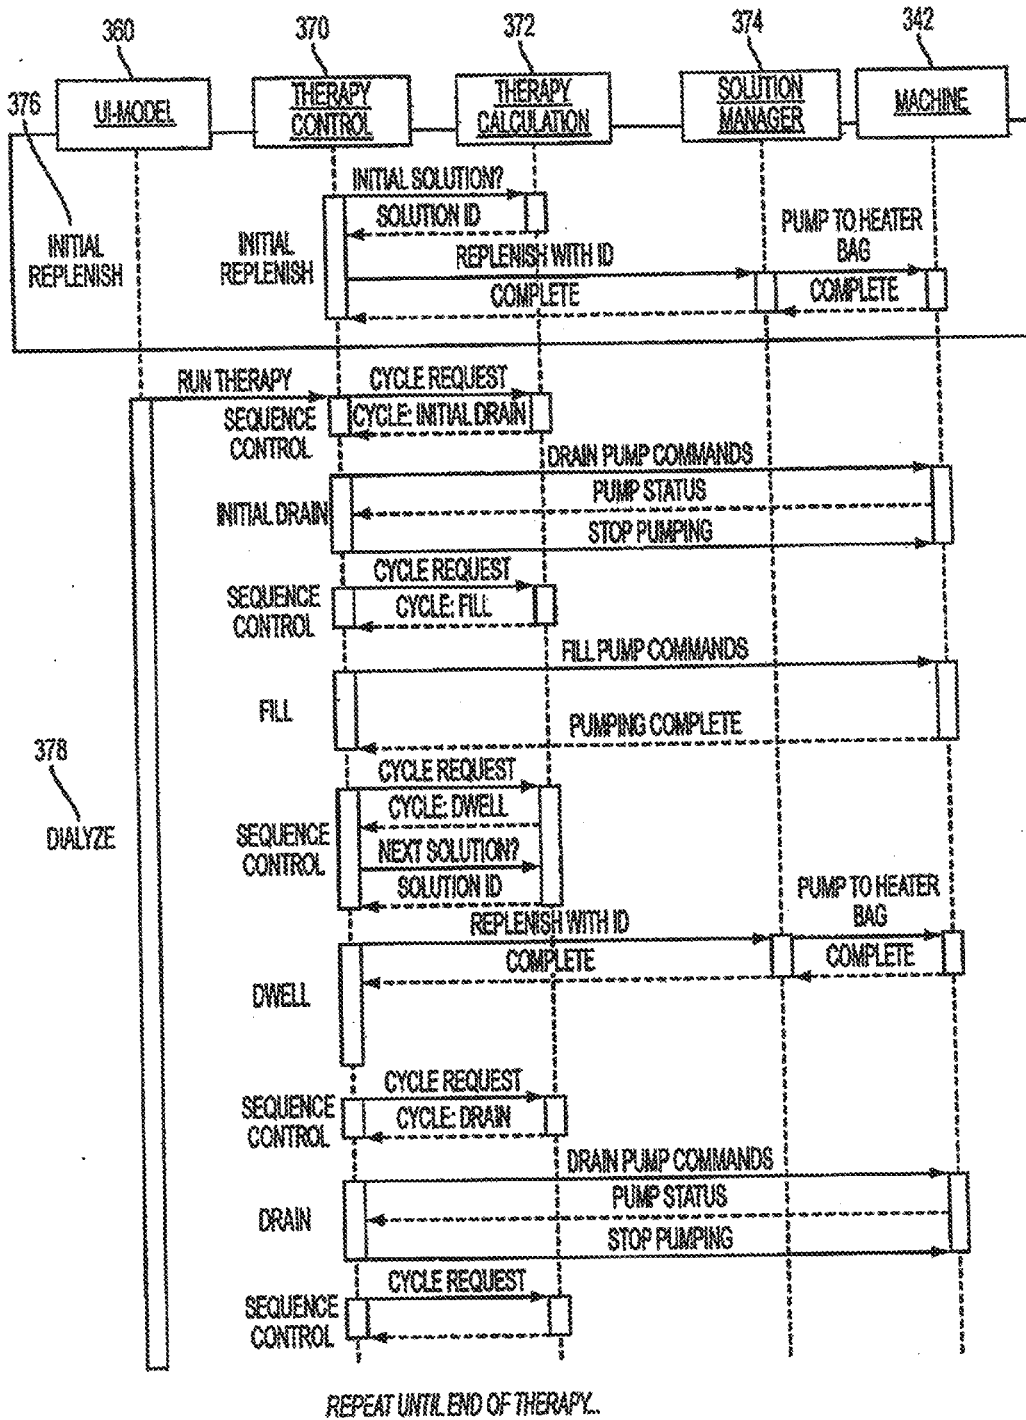 360
370
372
374
342
376
UI-MODEL
THERAPY
CONTROL
THERAPY
CALCULATION
SOLUTION
MANAGER
MACHINE
INITIAL
REPLENISH
INITIAL
REPLENISH
INITIAL SOLUTION?
SOLUTION ID
REPLENISH WITH ID
COMPLETE
PUMP TO HEATER
BAG
COMPLETE
RUN THERAPY
SEQUENCE
CONTROL
CYCLE REQUEST
CYCLE: INITIAL DRAIN
DRAIN PUMP COMMANDS
INITIAL DRAIN
PUMP STATUS
STOP PUMPING
SEQUENCE
CONTROL
CYCLE REQUEST
CYCLE: FILL
FILL PUMP COMMANDS
FILL
PUMPING COMPLETE
378
DIALYZE
CYCLE REQUEST
CYCLE: DWELL
SEQUENCE
CONTROL
NEXT SOLUTION?
SOLUTION ID
REPLENISH WITH ID
COMPLETE
PUMP TO HEATER
BAG
COMPLETE
DWELL
SEQUENCE
CONTROL
CYCLE REQUEST
CYCLE: DRAIN
DRAIN PUMP COMMANDS
DRAIN
PUMP STATUS
STOP PUMPING
SEQUENCE
CONTROL
CYCLE REQUEST
REPEAT UNTIL END OF THERAPY...